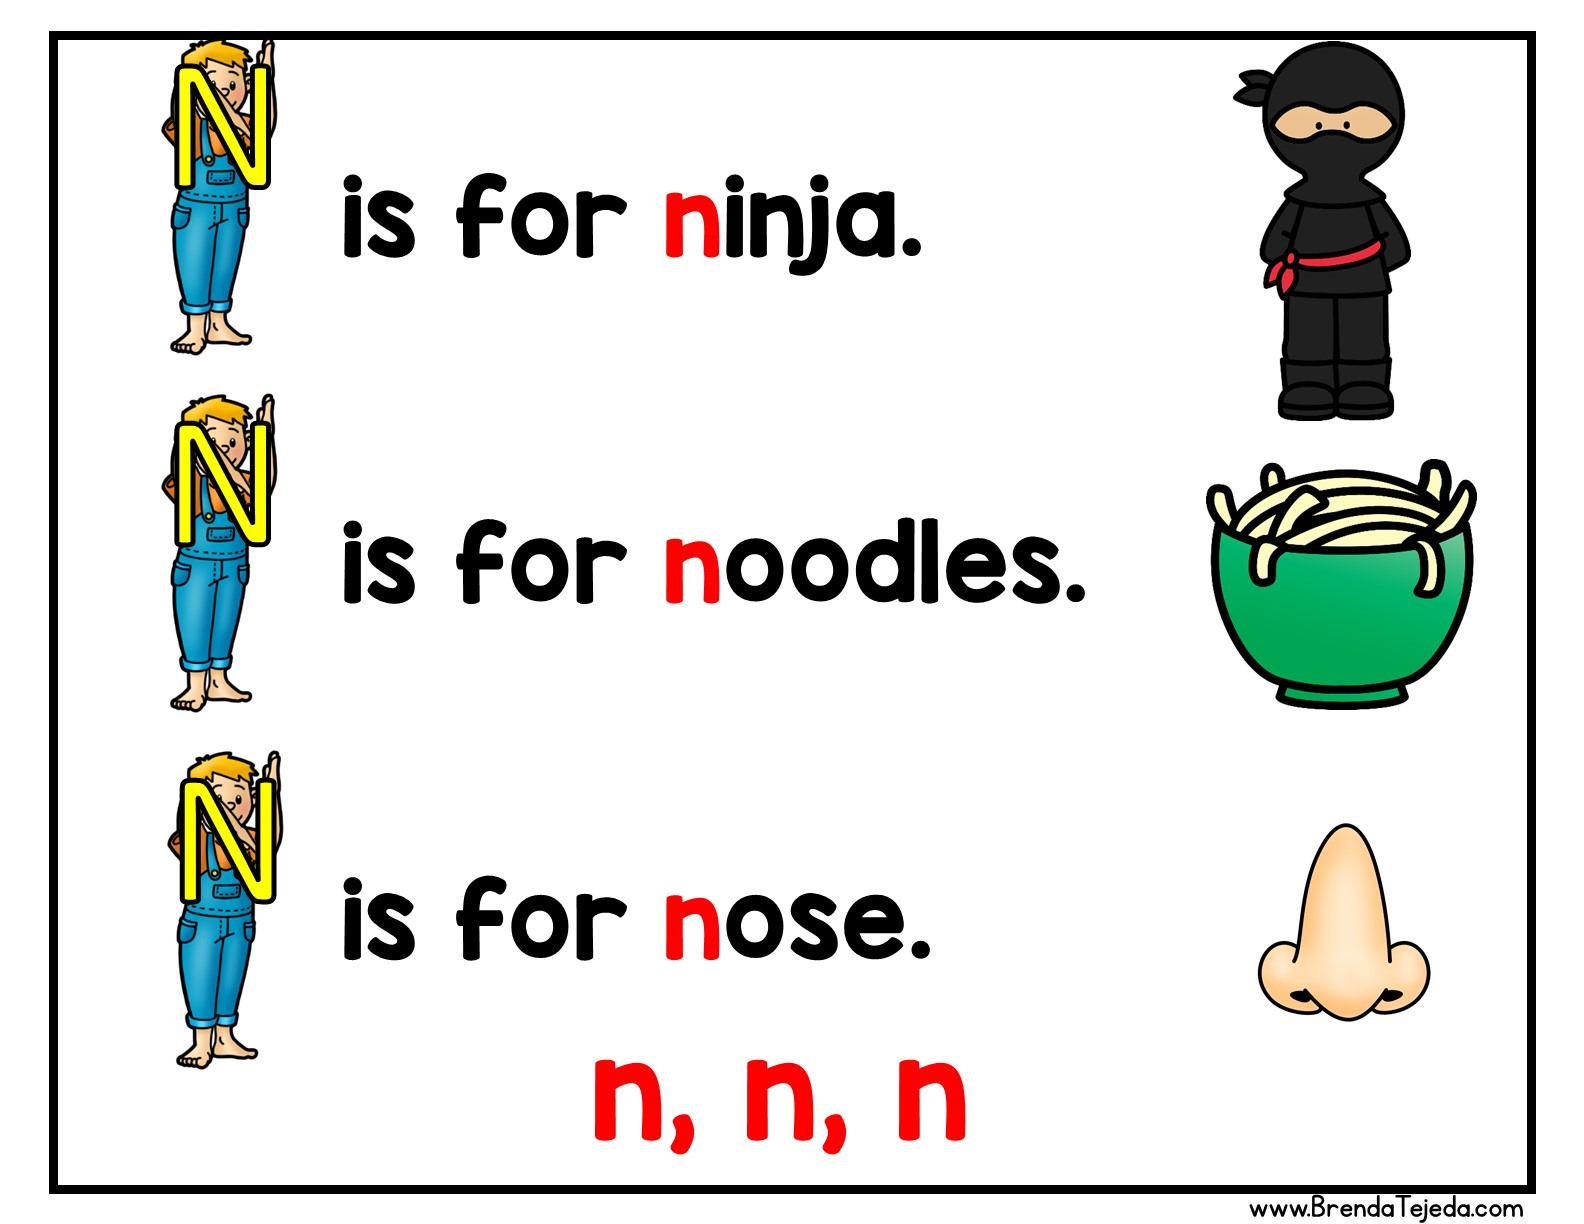 N is for ninja.
N is for noodles.
N is for nose.
n, n, n
www.BrendaTejeda.com